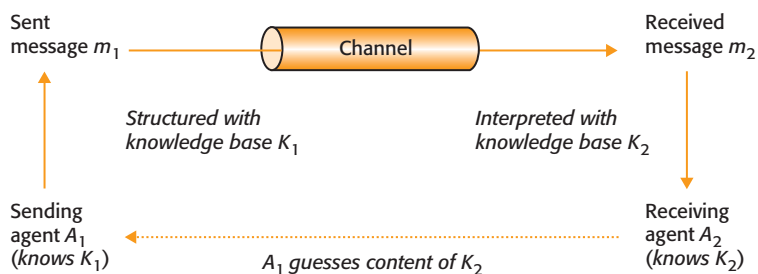 Sent
message m₁
Channel
Received
message m₂
Structured with
knowledge base K₁
Interpreted with
knowledge base K₂
Sending
agent A₁
(knows K₁)
A₁ guesses content of K₂
Receiving
agent A₂
(knows K₂)